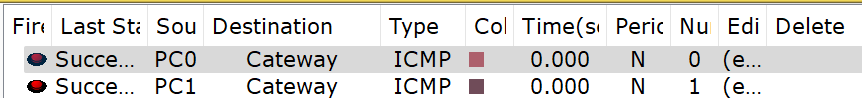 Fire Last Sta Sou Destination Type Col Time(se Peric Nu Edi Delete
Succe... PC0 Cateway ICMP 0.000 N 0 (e...
Succe... PC1 Cateway ICMP 0.000 N 1 (e...